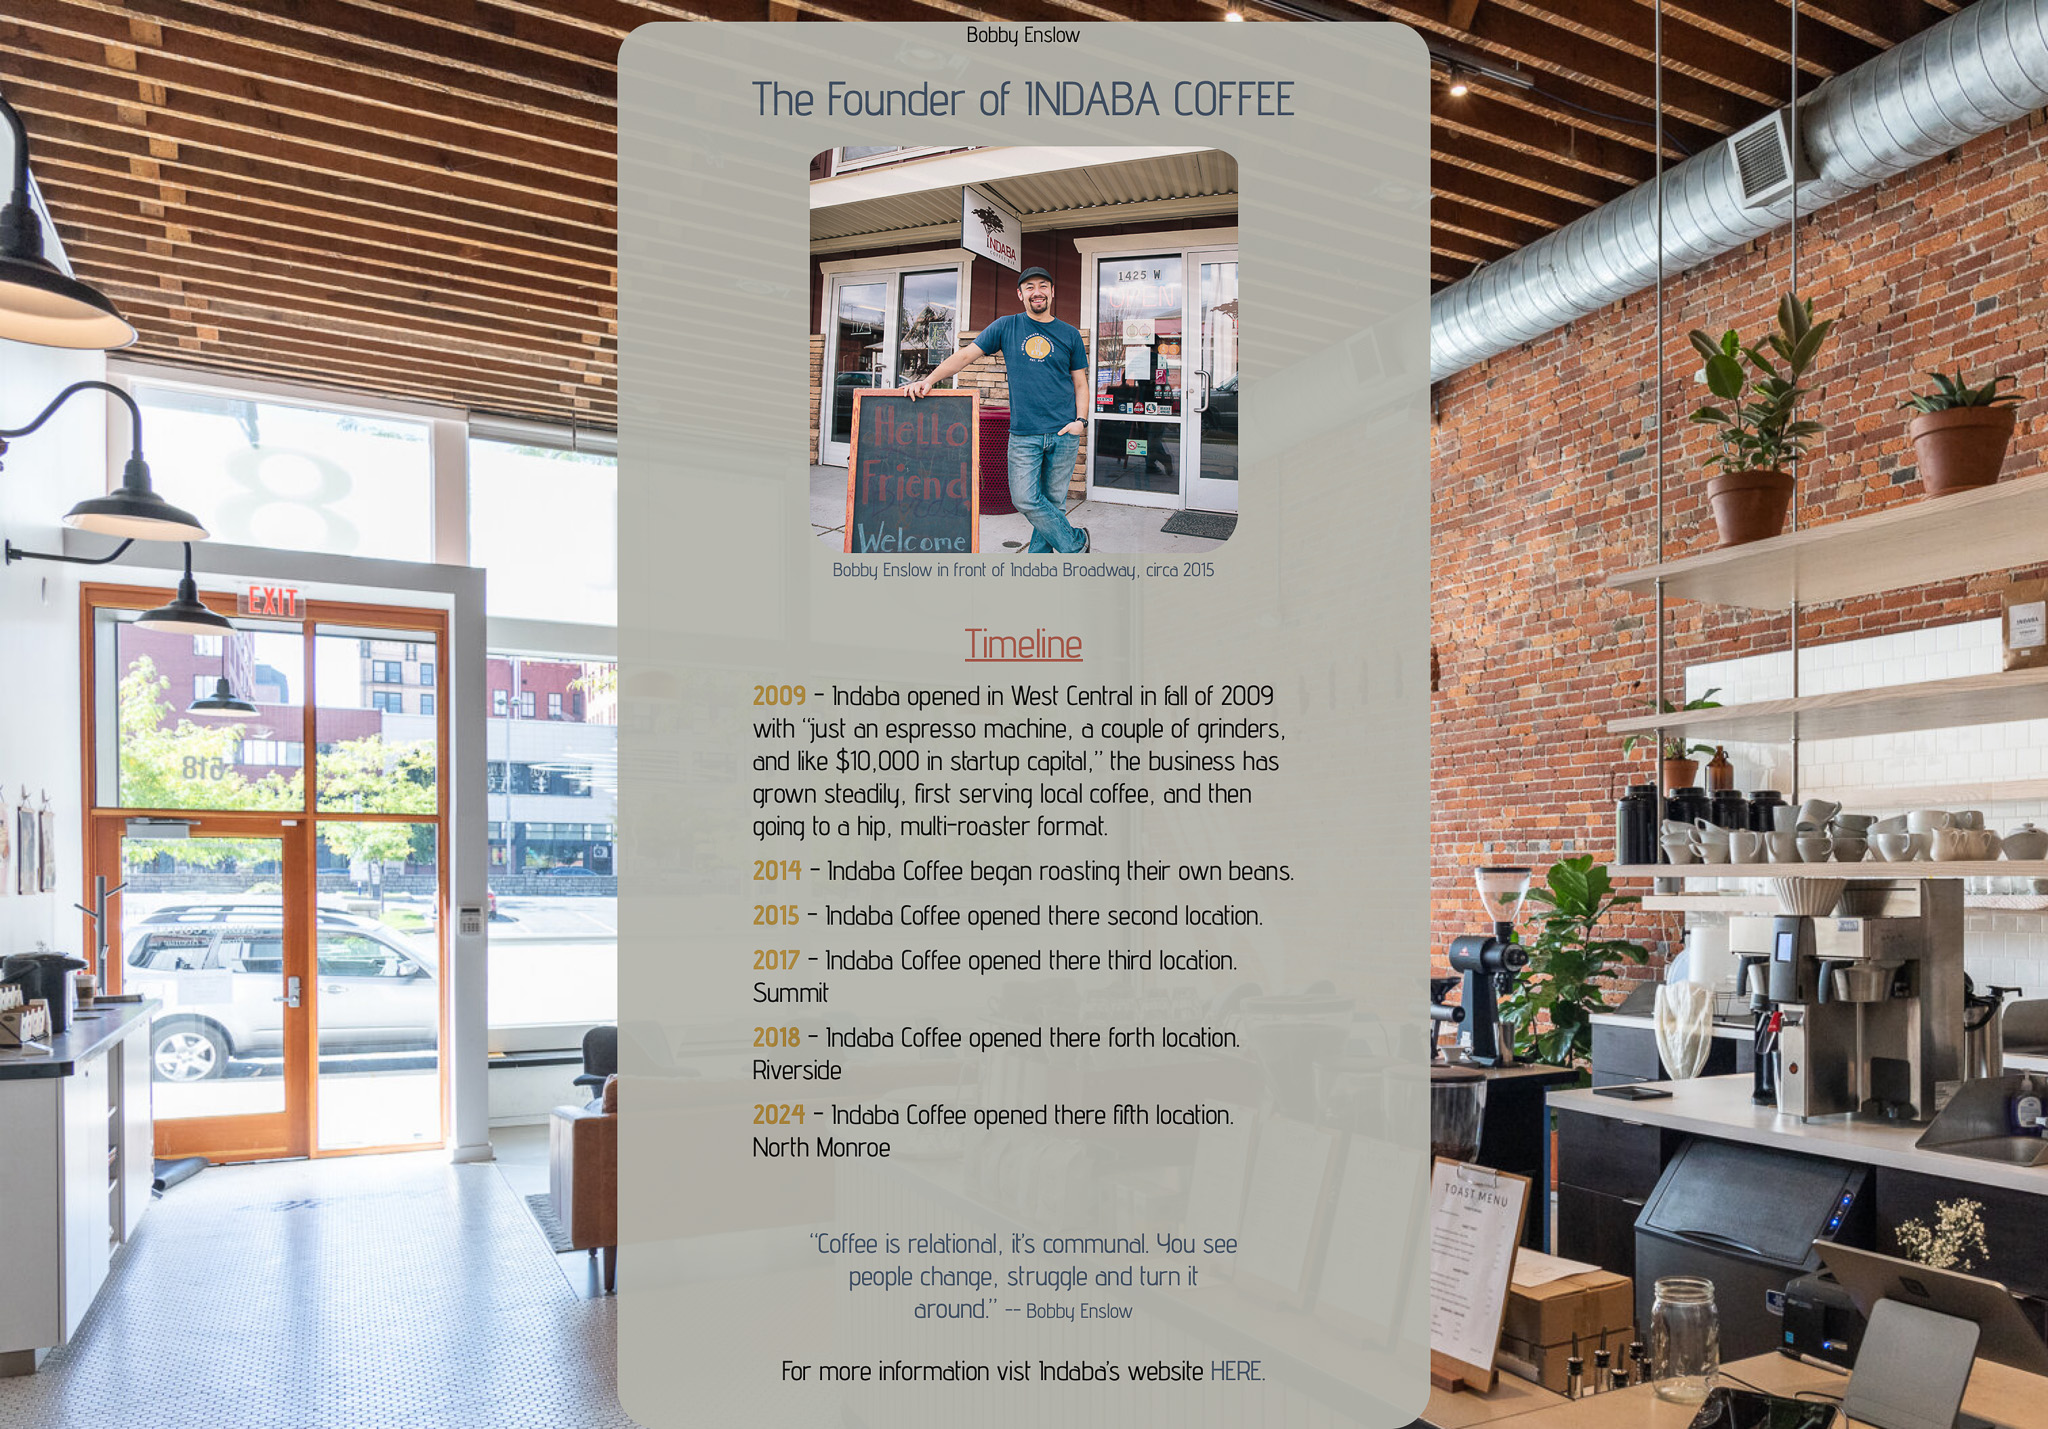 Bobby Enslow
The Founder of INDABA COFFEE
INDABA
1425 W
OPEN
Hello
Friend
Welcome
Bobby Enslow in front of Indaba Broadway, circa 2015
EXIT
618
Timeline
2009 - Indaba opened in West Central in fall of 2009
with “just an espresso machine, a couple of grinders,
and like $10,000 in startup capital,” the business has
grown steadily, first serving local coffee, and then
going to a hip, multi-roaster format.
2014 - Indaba Coffee began roasting their own beans.
2015 - Indaba Coffee opened there second location.
2017 - Indaba Coffee opened there third location.
Summit
2018 - Indaba Coffee opened there forth location.
Riverside
2024 - Indaba Coffee opened there fifth location.
North Monroe
“Coffee is relational, it’s communal. You see
people change, struggle and turn it
around.” -- Bobby Enslow
For more information vist Indaba’s website HERE.
INDABA
TOAST MENU